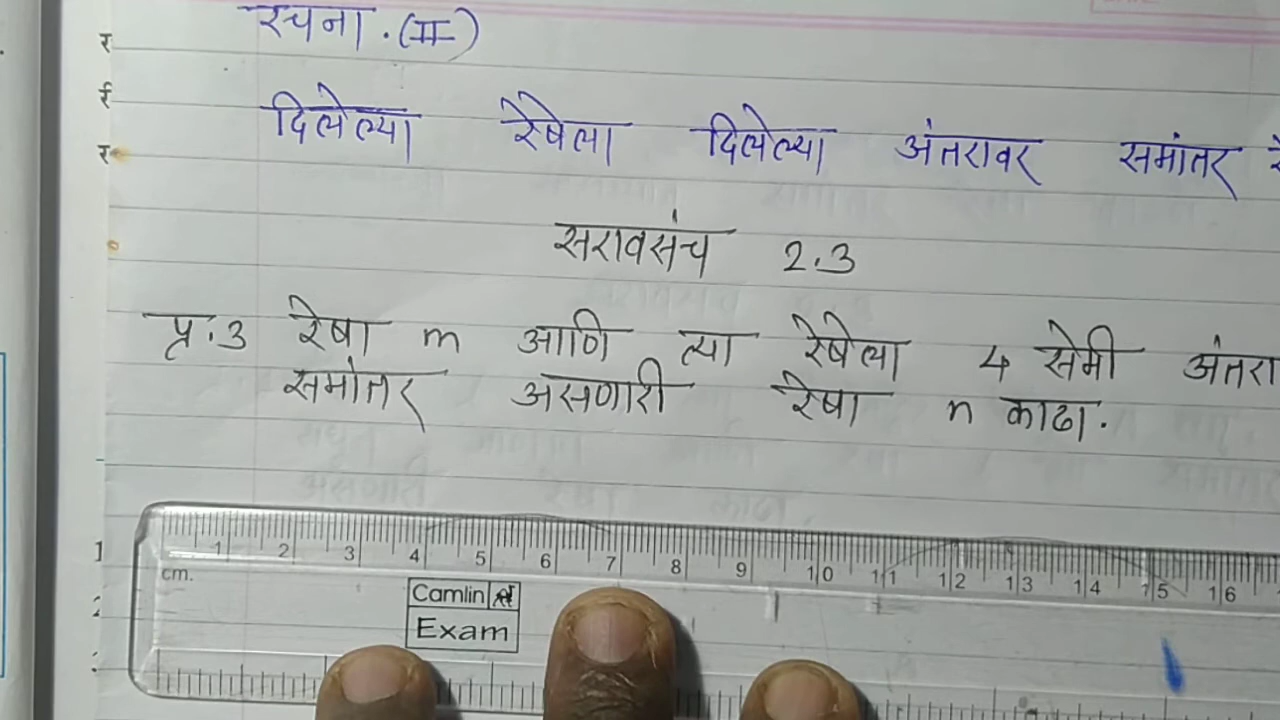 रचना.(II)
दिलेल्या रेषेला दिलेल्या अंतरावर समांतर
सरावसंच 2.3
प्र.3 रेषा m आणि त्या रेषेला 4 सेमी अंतरा
समांतर असणारी रेषा n काढा.
1 2 3 4 5 6 7 8 9 10 11 12 13 14 15 16
cm.
Camlin
Exam